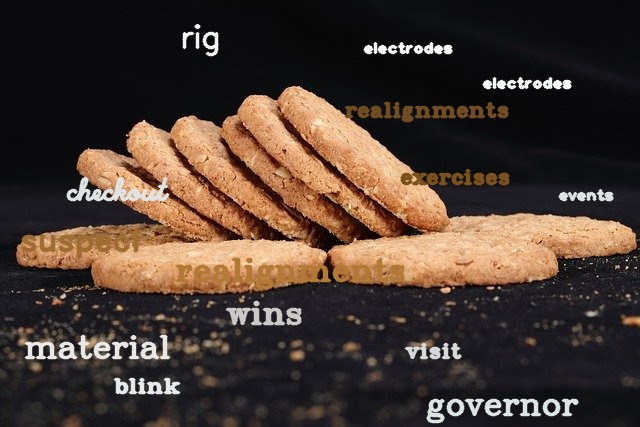 rig
electrodes
electrodes
realignments
exercises
checkout
events
suspect
realignments
wins
material
visit
blink
governor